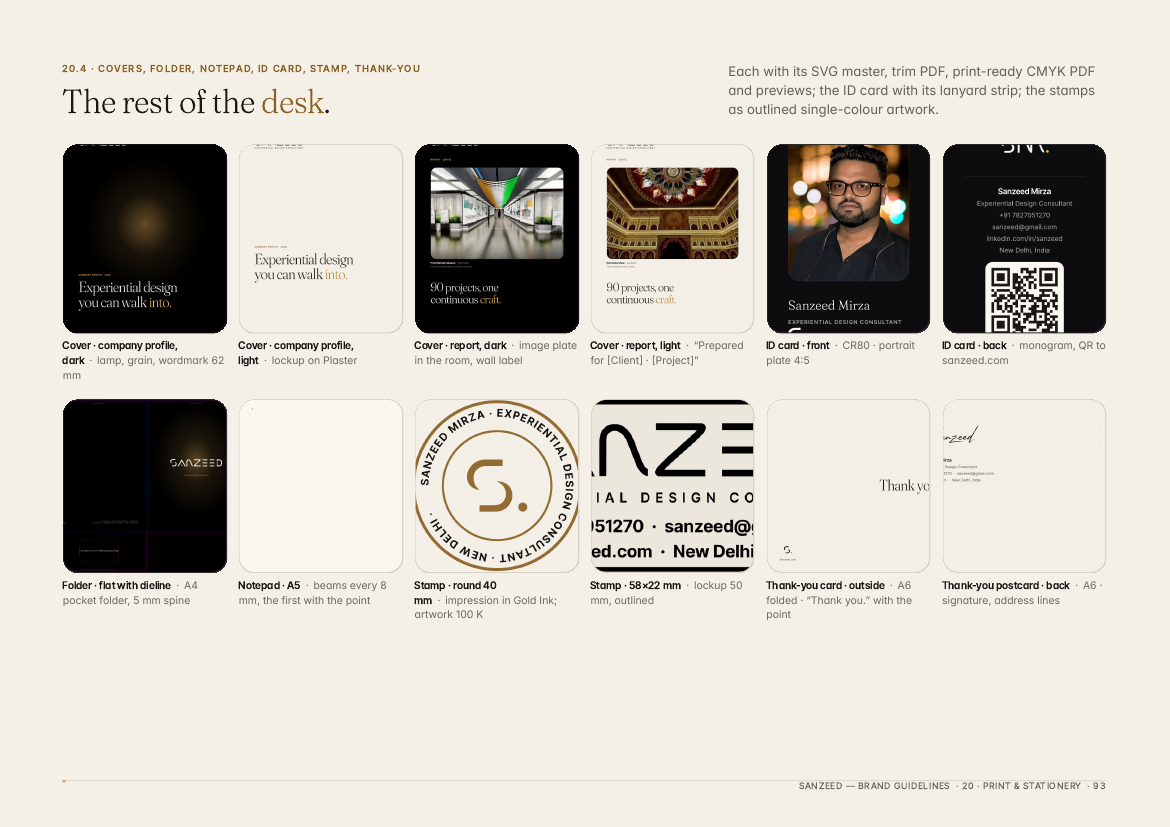 20.4 · COVERS, FOLDER, NOTEPAD, ID CARD, STAMP, THANK-YOU
The rest of the desk.
Each with its SVG master, trim PDF, print-ready CMYK PDF
and previews; the ID card with its lanyard strip; the stamps
as outlined single-colour artwork.
Experiential design
you can walk into.
Experiential design
you can walk into.
90 projects, one
continuous craft.
90 projects, one
continuous craft.
Sanzeed Mirza
EXPERIENTIAL DESIGN CONSULTANT
Sanzeed Mirza
Experiential Design Consultant
+91 7827051270
sanzeed@gmail.com
linkedin.com/in/sanzeed
New Delhi, India
Cover · company profile,
dark · lamp, grain, wordmark 62
mm
Cover · company profile,
light · lockup on Plaster
Cover · report, dark · image plate
in the room, wall label
Cover · report, light · “Prepared
for [Client] · [Project]”
ID card · front · CR80 · portrait
plate 4:5
ID card · back · monogram, QR to
sanzeed.com
SANZEED
SANZEED MIRZA · EXPERIENTIAL DESIGN CONSULTANT · NEW DELHI ·
S.
ANZE
IAL DESIGN CO
051270 · sanzeed@g
ed.com · New Delhi
Thank yo
S.
anzeed.
Folder · flat with dieline · A4
pocket folder, 5 mm spine
Notepad · A5 · beams every 8
mm, the first with the point
Stamp · round 40
mm · impression in Gold Ink;
artwork 100 K
Stamp · 58×22 mm · lockup 50
mm, outlined
Thank-you card · outside · A6
folded · “Thank you.” with the
point
Thank-you postcard · back · A6 ·
signature, address lines
SANZEED — BRAND GUIDELINES · 20 · PRINT & STATIONERY · 93